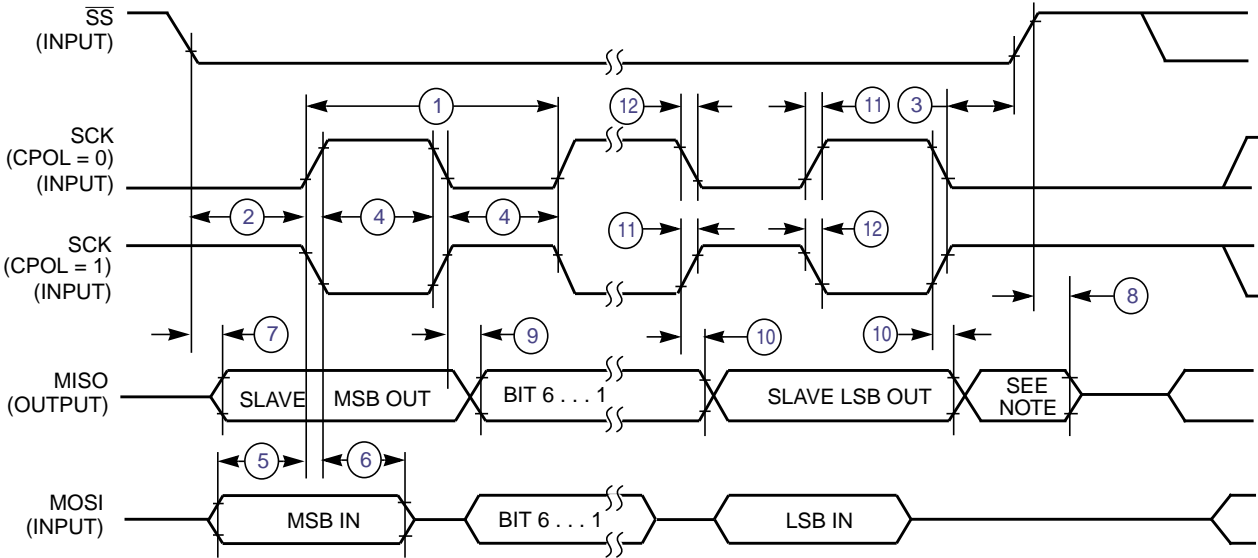 SS
(INPUT)
1
12
11
3
SCK
(CPOL = 0)
(INPUT)
2
4
4
11
12
SCK
(CPOL = 1)
(INPUT)
8
7
9
10
10
MISO
(OUTPUT)
SLAVE MSB OUT
BIT 6 . . . 1
SLAVE LSB OUT
SEE
NOTE
5
6
MOSI
(INPUT)
MSB IN
BIT 6 . . . 1
LSB IN